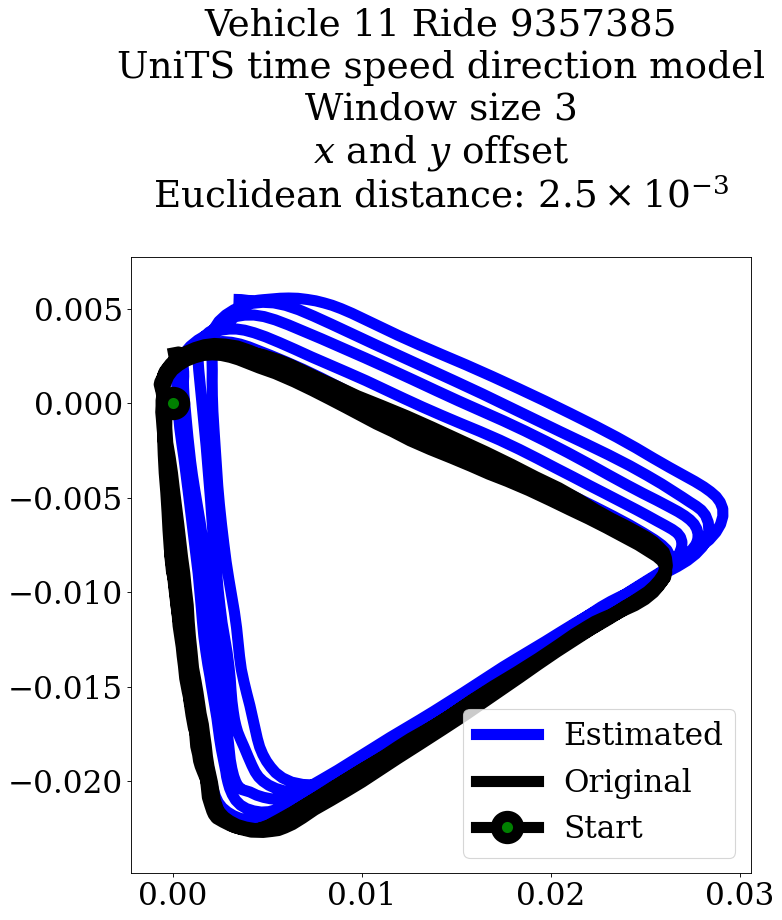 Vehicle 11 Ride 9357385
UniTS time speed direction model
Window size 3
x and y offset
Euclidean distance: 2.5 × 10⁻³
0.005
0.000
−0.005
−0.010
−0.015
−0.020
Estimated
Original
Start
0.00 0.01 0.02 0.03